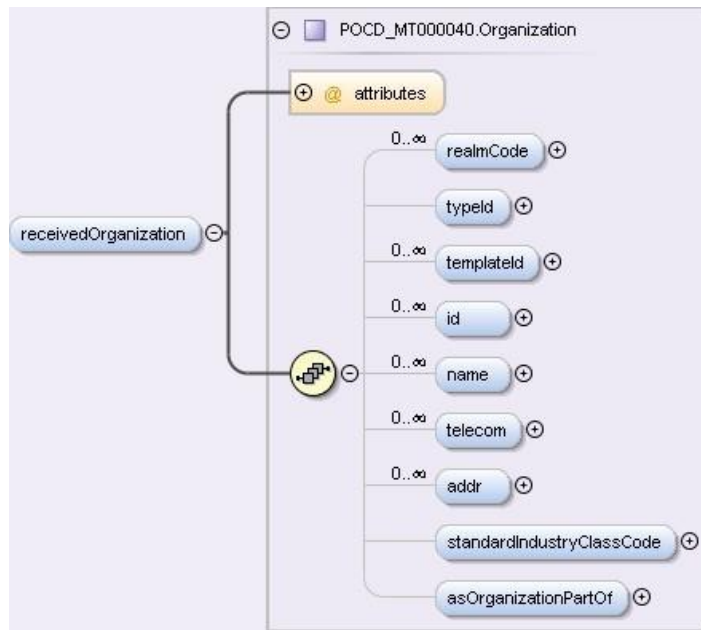 POCD_MT000040.Organization
@ attributes
0..∞
realmCode
typeId
receivedOrganization
0..∞
templateId
0..∞
id
0..∞
name
0..∞
telecom
0..∞
addr
standardIndustryClassCode
asOrganizationPartOf